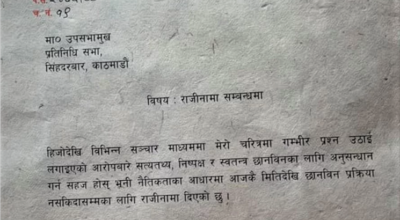 च.नं. १९
मा० उपसभामुख
प्रतिनिधि सभा,
सिंहदरबार, काठमाडौं
विषय : राजीनामा सम्बन्धमा
हिजोदेखि विभिन्न सञ्चार माध्यममा मेरो चरित्रमा गम्भीर प्रश्न उठाई
लगाइएको आरोपबारे सत्यतथ्य, निष्पक्ष र स्वतन्त्र छानविनका लागि अनुसन्धान
गर्न सहज होस् भन्नी नैतिकताका आधारमा आजकै मितिदेखि छानविन प्रक्रिया
नसकिदासम्मका लागि राजीनामा दिएको छु ।